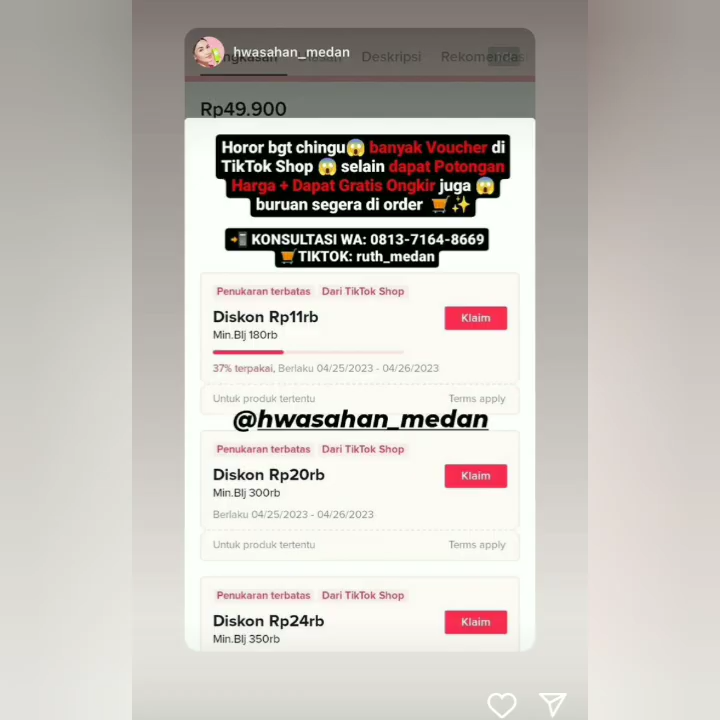 hwasahan_medan
Ringkasan Ulasan Deskripsi Rekomendas
Rp49.900
Horor bgt chingu😱 banyak Voucher di
TikTok Shop 😱 selain dapat Potongan
Harga + Dapat Gratis Ongkir juga 😱
buruan segera di order 🛒✨
📲 KONSULTASI WA: 0813-7164-8669
🛒TIKTOK: ruth_medan
Penukaran terbatas Dari TikTok Shop
Diskon Rp11rb
Klaim
Min.Blj 180rb
37% terpakai, Berlaku 04/25/2023 - 04/26/2023
Untuk produk tertentu Terms apply
@hwasahan_medan
Penukaran terbatas Dari TikTok Shop
Diskon Rp20rb
Klaim
Min.Blj 300rb
Berlaku 04/25/2023 - 04/26/2023
Untuk produk tertentu Terms apply
Penukaran terbatas Dari TikTok Shop
Diskon Rp24rb
Klaim
Min.Blj 350rb